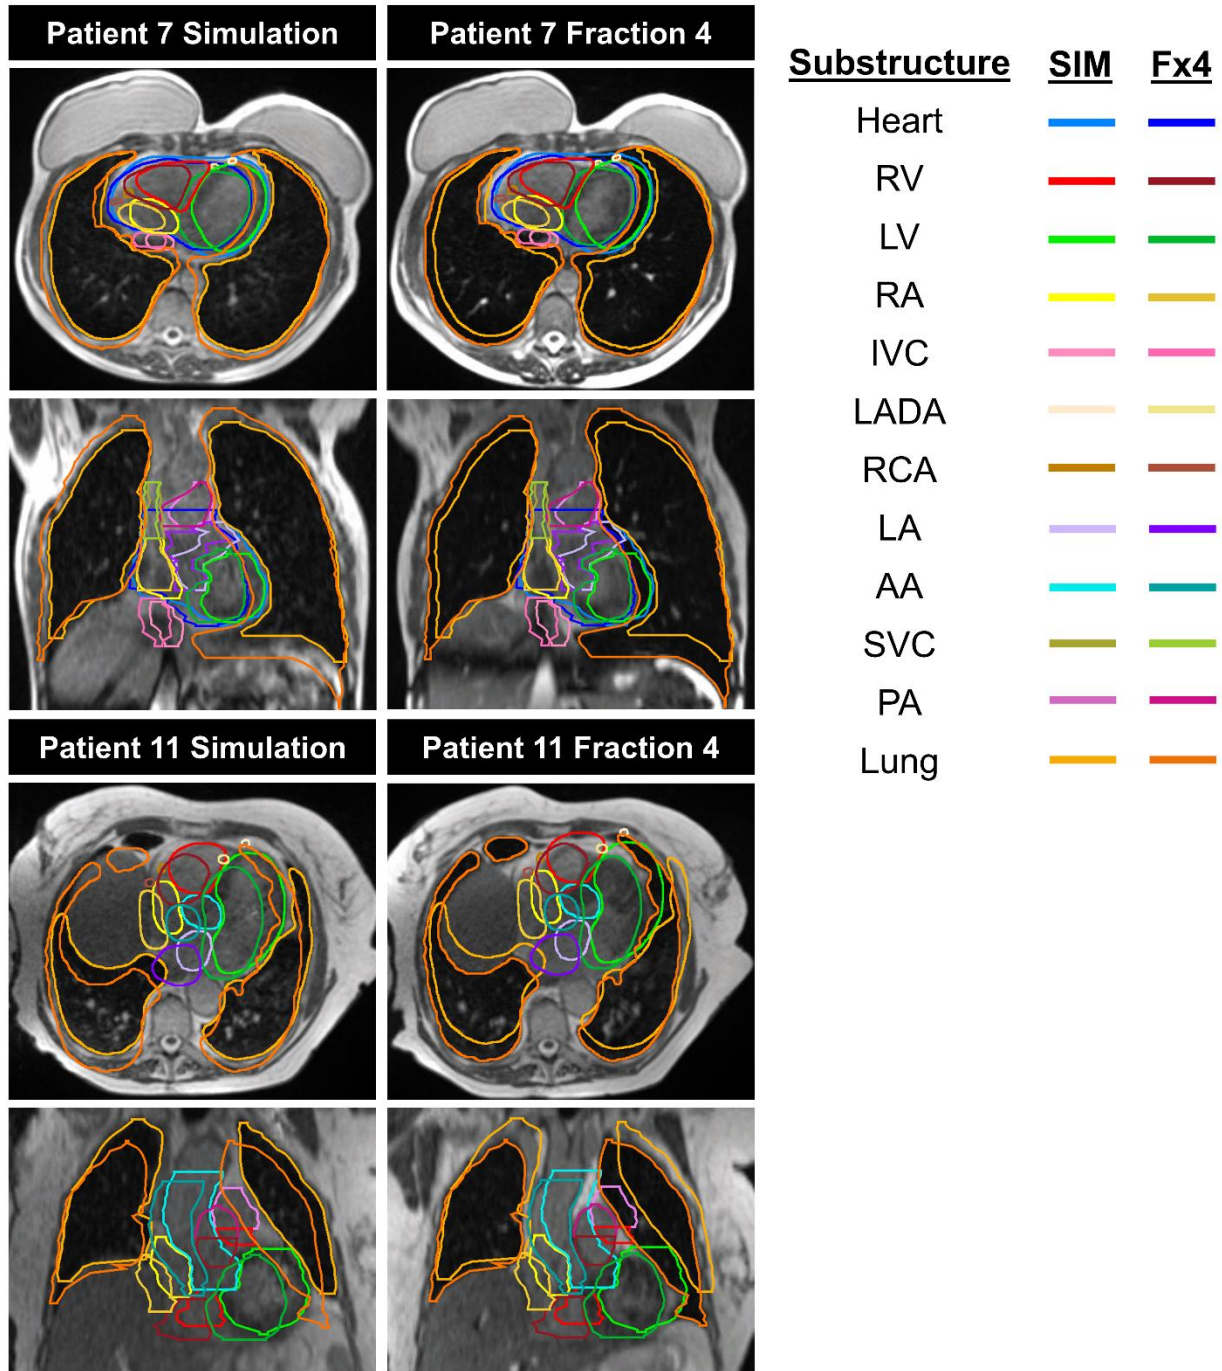 Patient 7 Simulation
Patient 7 Fraction 4
Substructure SIM Fx4
Heart
RV
LV
RA
IVC
LADA
RCA
LA
AA
SVC
PA
Lung
Patient 11 Simulation
Patient 11 Fraction 4